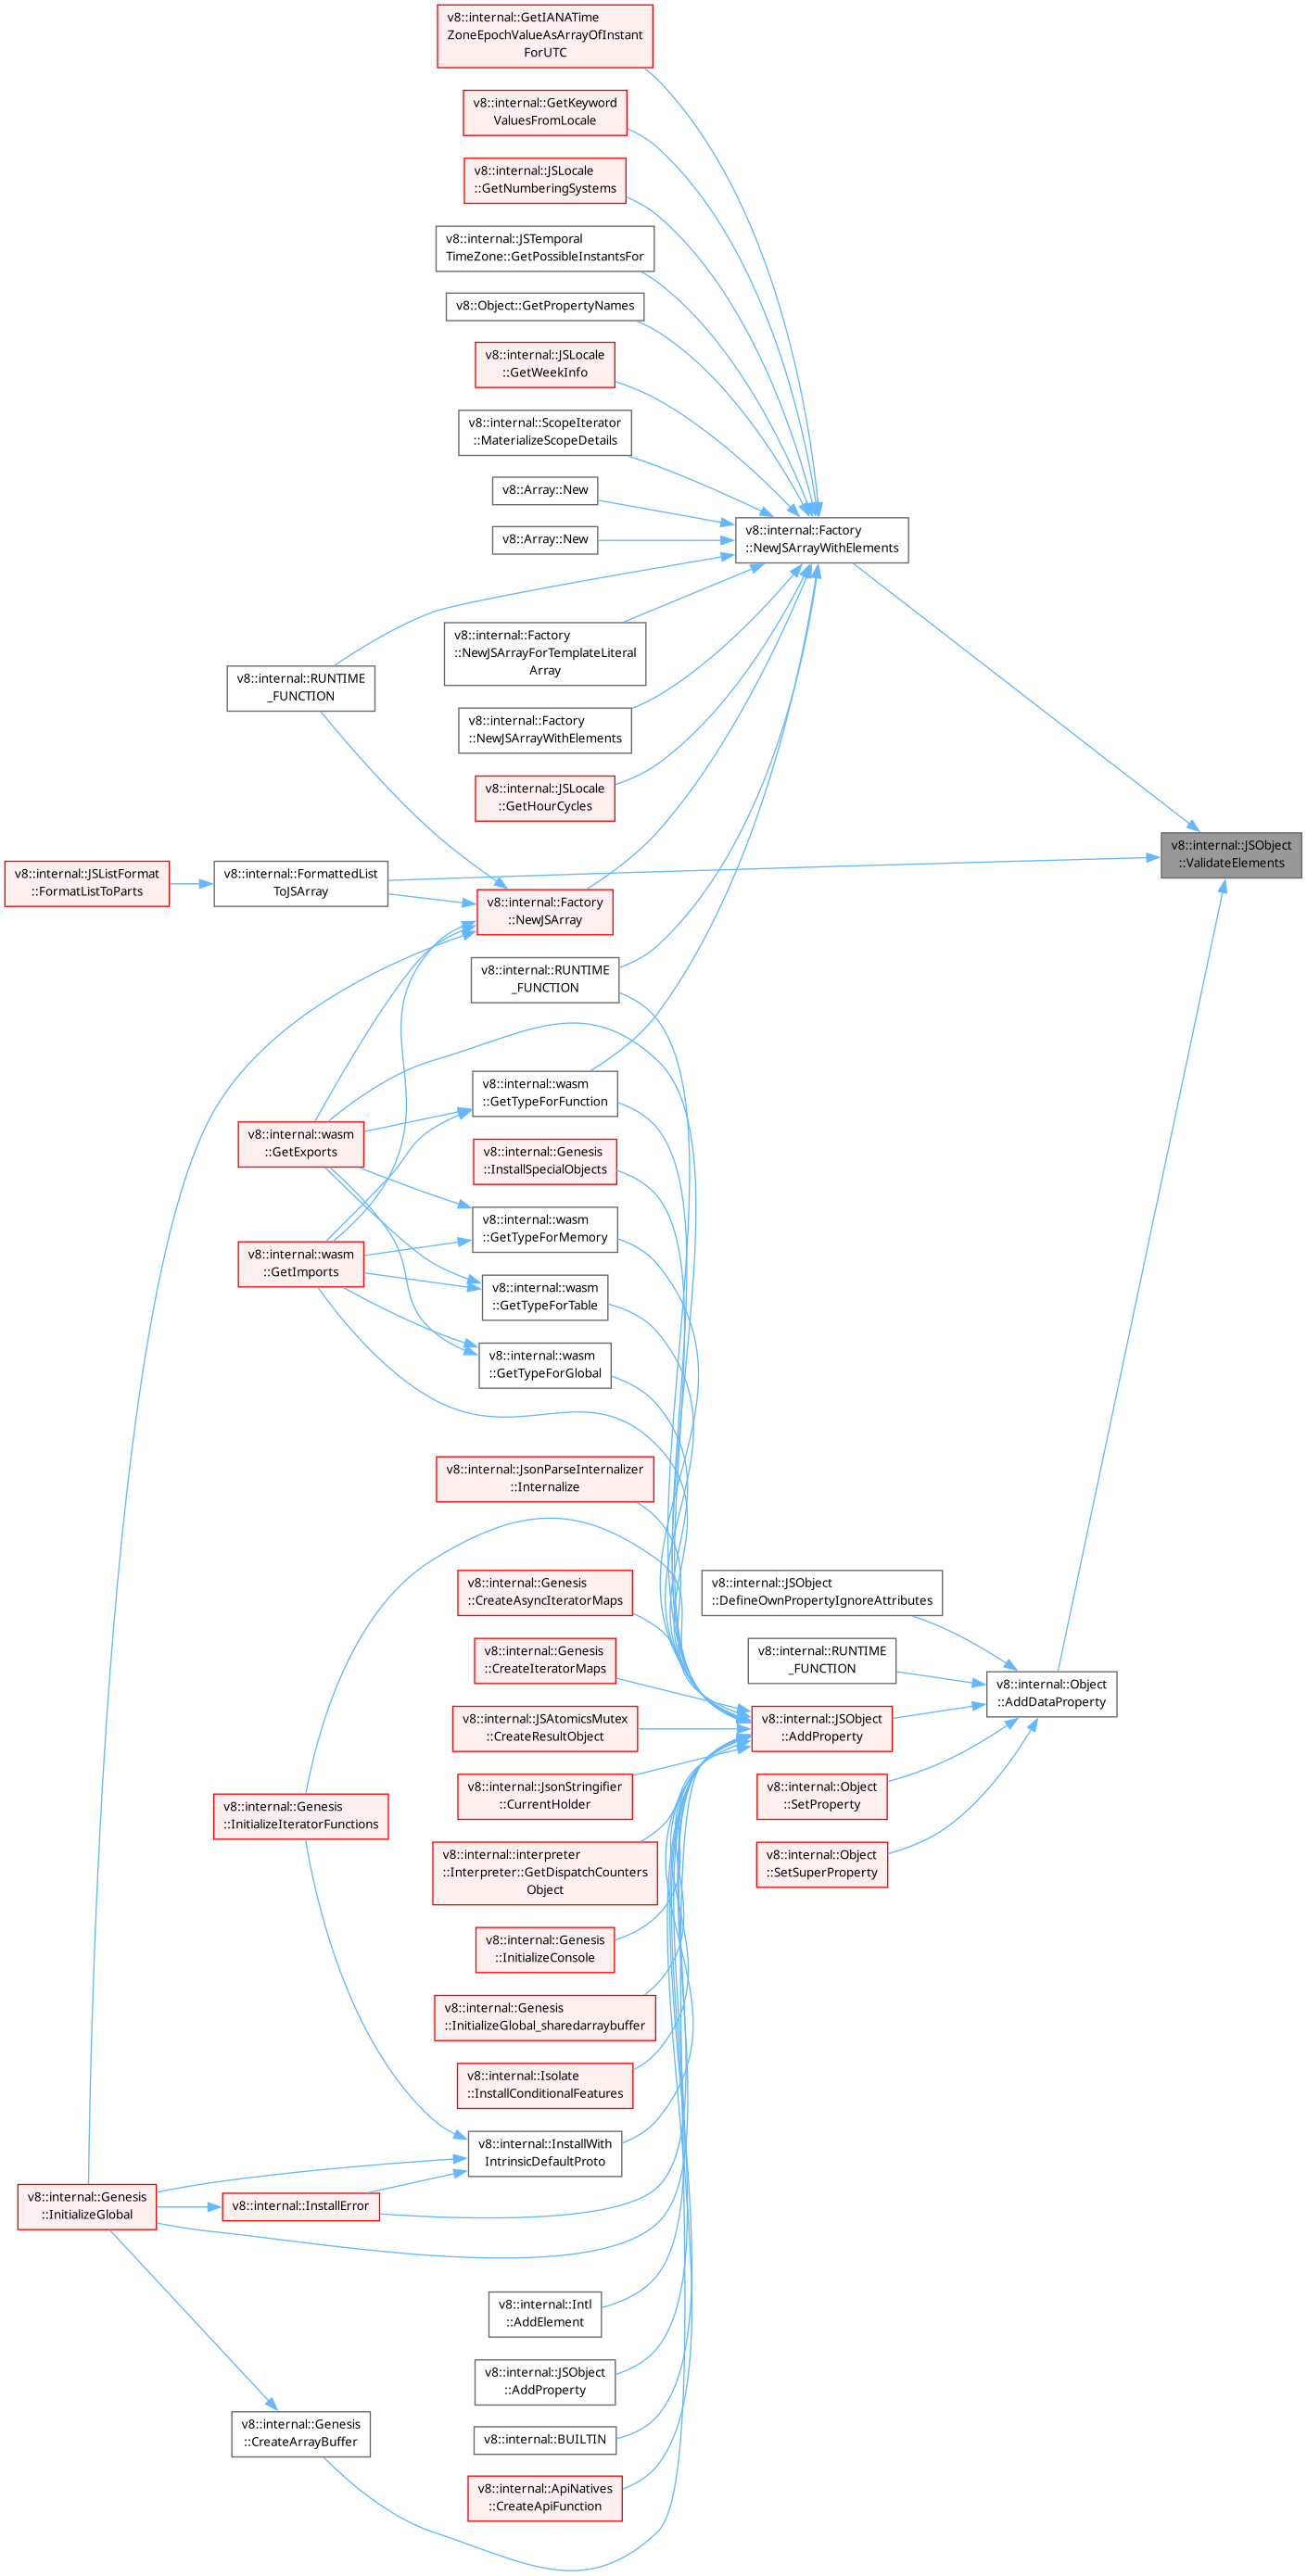 v8::internal::GetIANATime
ZoneEpochValueAsArrayOfInstant
ForUTC
v8::internal::GetKeyword
ValuesFromLocale
v8::internal::JSLocale
::GetNumberingSystems
v8::internal::JSTemporal
TimeZone::GetPossibleInstantsFor
v8::Object::GetPropertyNames
v8::internal::JSLocale
::GetWeekInfo
v8::internal::ScopeIterator
::MaterializeScopeDetails
v8::Array::New
v8::internal::Factory
::NewJSArrayWithElements
v8::Array::New
v8::internal::Factory
::NewJSArrayForTemplateLiteral
Array
v8::internal::RUNTIME
_FUNCTION
v8::internal::Factory
::NewJSArrayWithElements
v8::internal::JSLocale
::GetHourCycles
v8::internal::JSObject
::ValidateElements
v8::internal::JSListFormat
::FormatListToParts
v8::internal::FormattedList
ToJSArray
v8::internal::Factory
::NewJSArray
v8::internal::RUNTIME
_FUNCTION
v8::internal::wasm
::GetTypeForFunction
v8::internal::wasm
::GetExports
v8::internal::Genesis
::InstallSpecialObjects
v8::internal::wasm
::GetTypeForMemory
v8::internal::wasm
::GetImports
v8::internal::wasm
::GetTypeForTable
v8::internal::wasm
::GetTypeForGlobal
v8::internal::JsonParseInternalizer
::Internalize
v8::internal::Genesis
::CreateAsyncIteratorMaps
v8::internal::JSObject
::DefineOwnPropertyIgnoreAttributes
v8::internal::Genesis
::CreateIteratorMaps
v8::internal::RUNTIME
_FUNCTION
v8::internal::Object
::AddDataProperty
v8::internal::JSAtomicsMutex
::CreateResultObject
v8::internal::JSObject
::AddProperty
v8::internal::JsonStringifier
::CurrentHolder
v8::internal::Object
::SetProperty
v8::internal::Genesis
::InitializeIteratorFunctions
v8::internal::interpreter
::Interpreter::GetDispatchCounters
Object
v8::internal::Object
::SetSuperProperty
v8::internal::Genesis
::InitializeConsole
v8::internal::Genesis
::InitializeGlobal_sharedarraybuffer
v8::internal::Isolate
::InstallConditionalFeatures
v8::internal::InstallWith
IntrinsicDefaultProto
v8::internal::Genesis
::InitializeGlobal
v8::internal::InstallError
v8::internal::Intl
::AddElement
v8::internal::JSObject
::AddProperty
v8::internal::Genesis
::CreateArrayBuffer
v8::internal::BUILTIN
v8::internal::ApiNatives
::CreateApiFunction